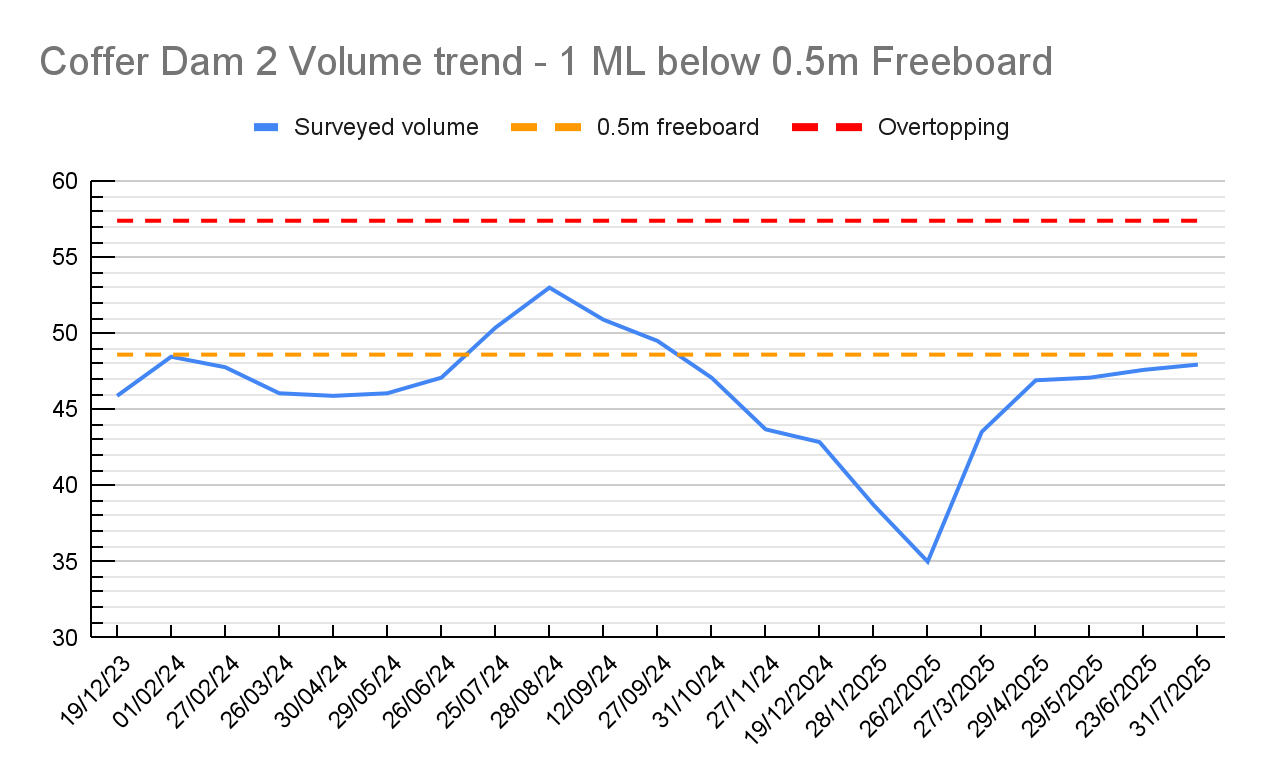 Coffer Dam 2 Volume trend - 1 ML below 0.5m Freeboard
Surveyed volume 0.5m freeboard Overtopping
60
55
50
45
40
35
30
19/12/23 01/02/24 27/02/24 26/03/24 30/04/24 29/05/24 26/06/24 25/07/24 28/08/24 12/09/24 27/09/24 31/10/24 27/11/24 19/12/2024 28/1/2025 26/2/2025 27/3/2025 29/4/2025 29/5/2025 23/6/2025 31/7/2025